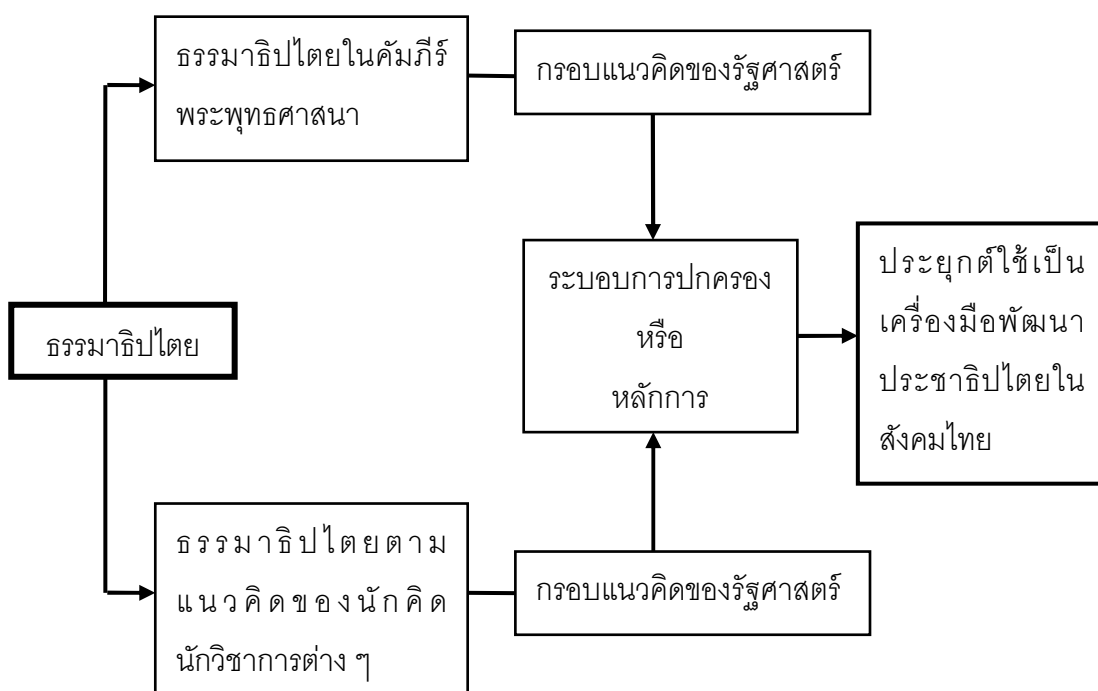 ธรรมาธิปไตยในคัมภีร์
พระพุทธศาสนา
กรอบแนวคิดของรัฐศาสตร์
ระบอบการปกครอง
หรือ
หลักการ
ประยุกต์ใช้เป็น
เครื่องมือพัฒนา
ประชาธิปไตยใน
สังคมไทย
ธรรมาธิปไตย
ธรรมาธิปไตยตาม
แนวคิดของนักคิด
นักวิชาการต่าง ๆ
กรอบแนวคิดของรัฐศาสตร์